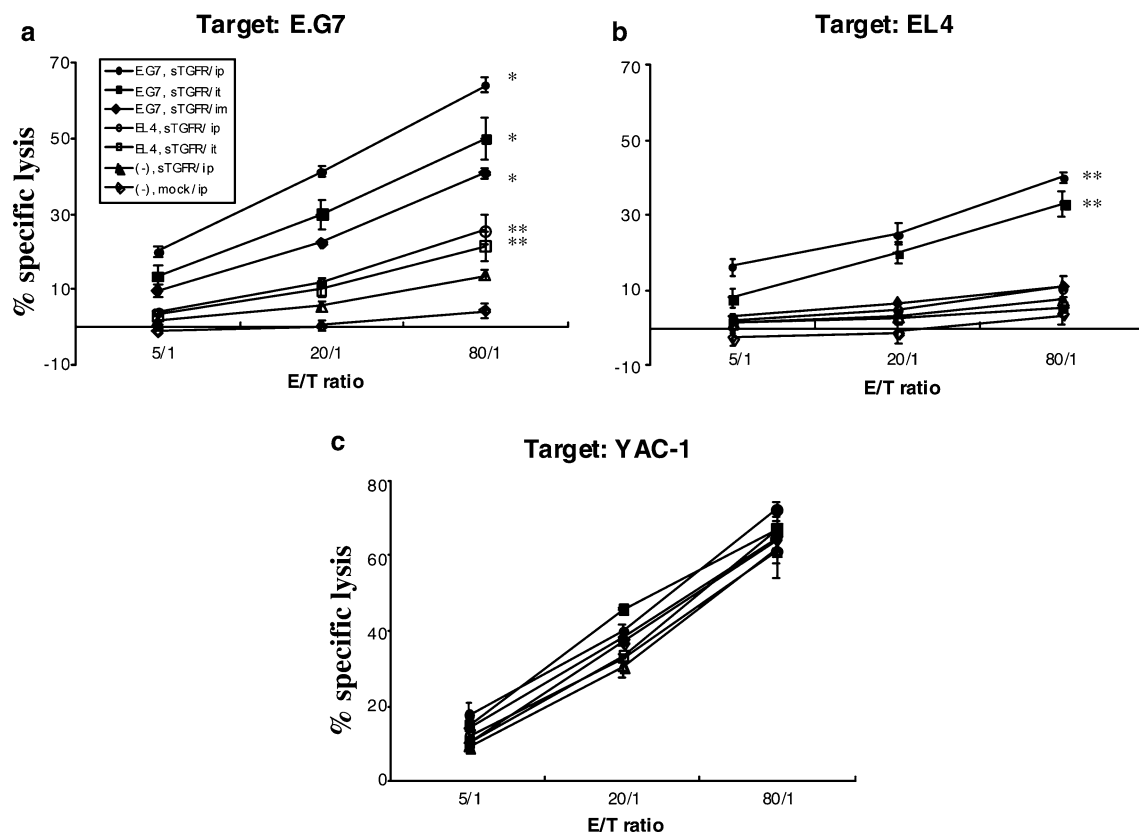 a
Target: E.G7
% specific lysis
70
50
30
10
-10
E.G7, sTGFR/ip
E.G7, sTGFR/it
E.G7, sTGFR/im
EL4, sTGFR/ip
EL4, sTGFR/it
(-), sTGFR/ip
(-), mock/ip
*
*
*
**
**
5/1 20/1 80/1
E/T ratio
b
Target: EL4
70
50
30
10
-10
**
**
5/1 20/1 80/1
E/T ratio
c
Target: YAC-1
% specific lysis
80
60
40
20
0
5/1 20/1 80/1
E/T ratio